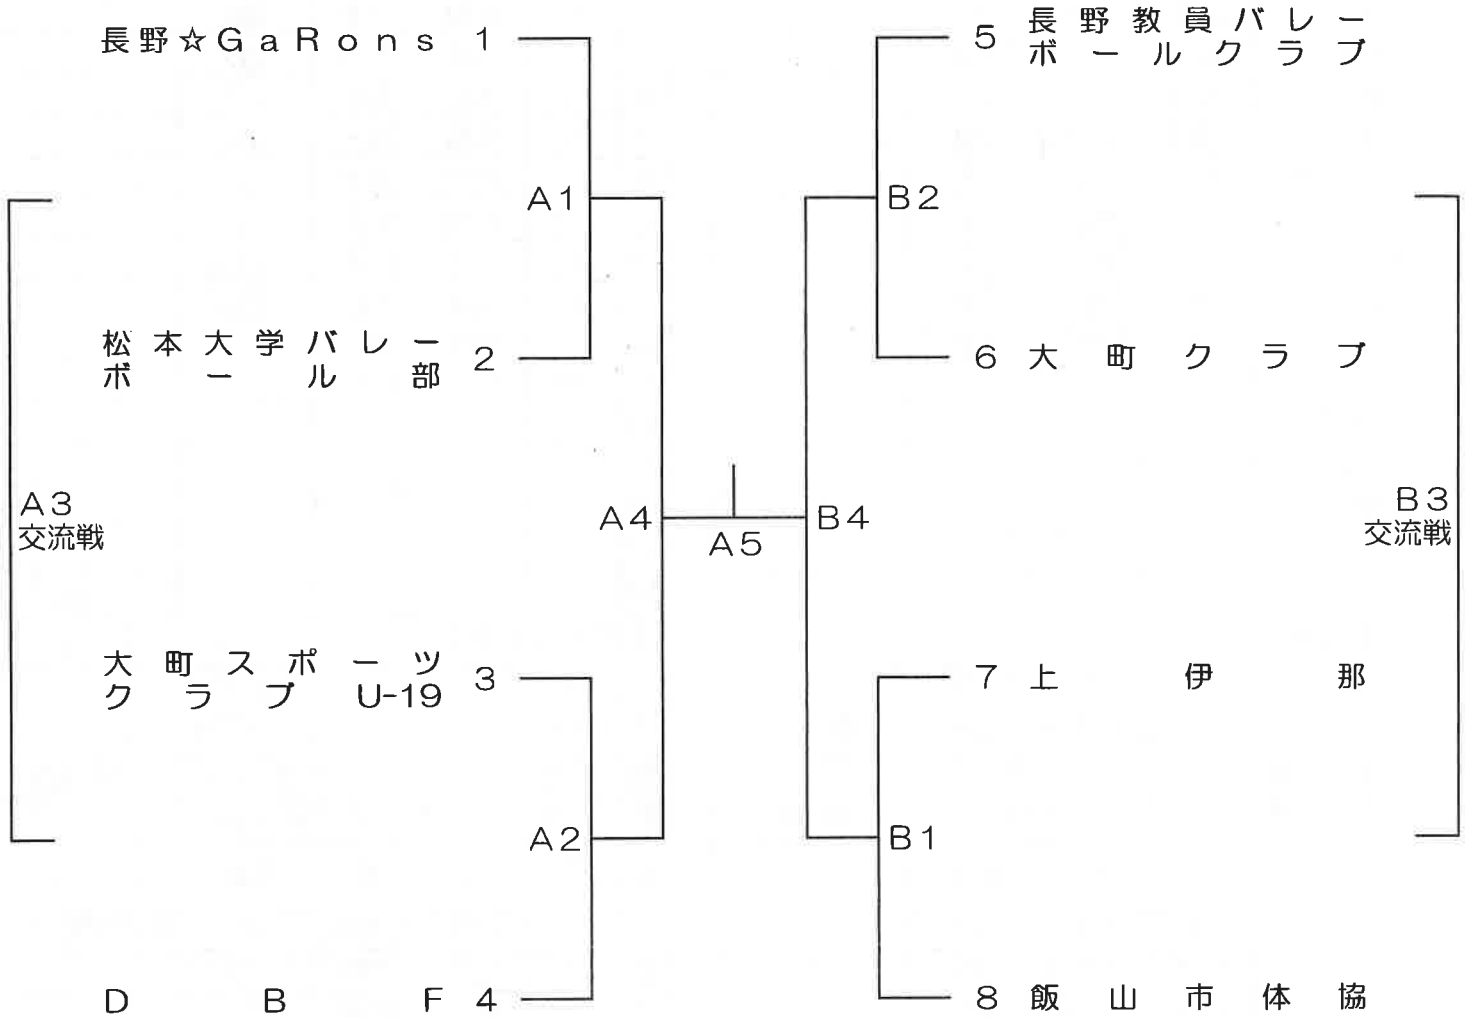 長野☆GaRons 1
A1
松本大学バレー
ボール部 2
A3
交流戦
A4
大町スポーツ
クラブ U-19 3
A2
DBF 4
A5
5 長野教員バレー
ボールクラブ
B2
6 大町クラブ
B4
B3
交流戦
7 上伊那
B1
8 飯山市体協